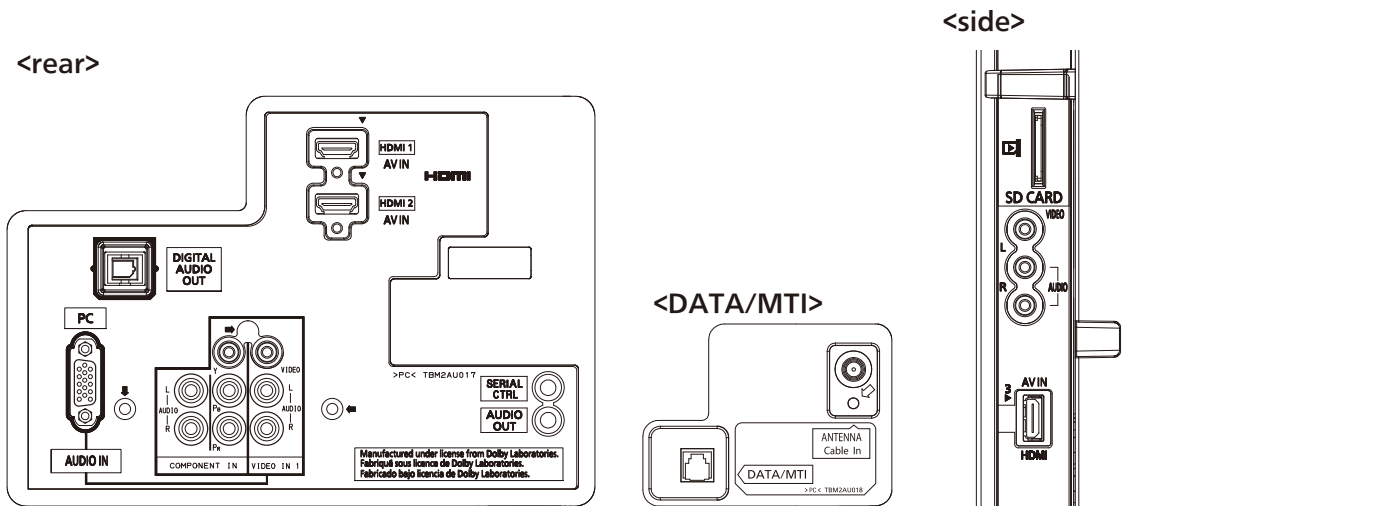 <rear>
HDMI 1
AV IN
HDMI
HDMI 2
AV IN
DIGITAL
AUDIO
OUT
PC
Y
VIDEO
L
AUDIO
R
PB
PR
L
AUDIO
R
>PC< TBM2AU017
SERIAL
CTRL
AUDIO
OUT
AUDIO IN
COMPONENT IN
VIDEO IN 1
Manufactured under license from Dolby Laboratories.
Fabriqué sous licence de Dolby Laboratories.
Fabricado bajo licencia de Dolby Laboratories.
<DATA/MTI>
ANTENNA
Cable In
DATA/MTI
>PC< TBM2AU018
<side>
SD CARD
VIDEO
L
R
AUDIO
AV IN
3
HDMI